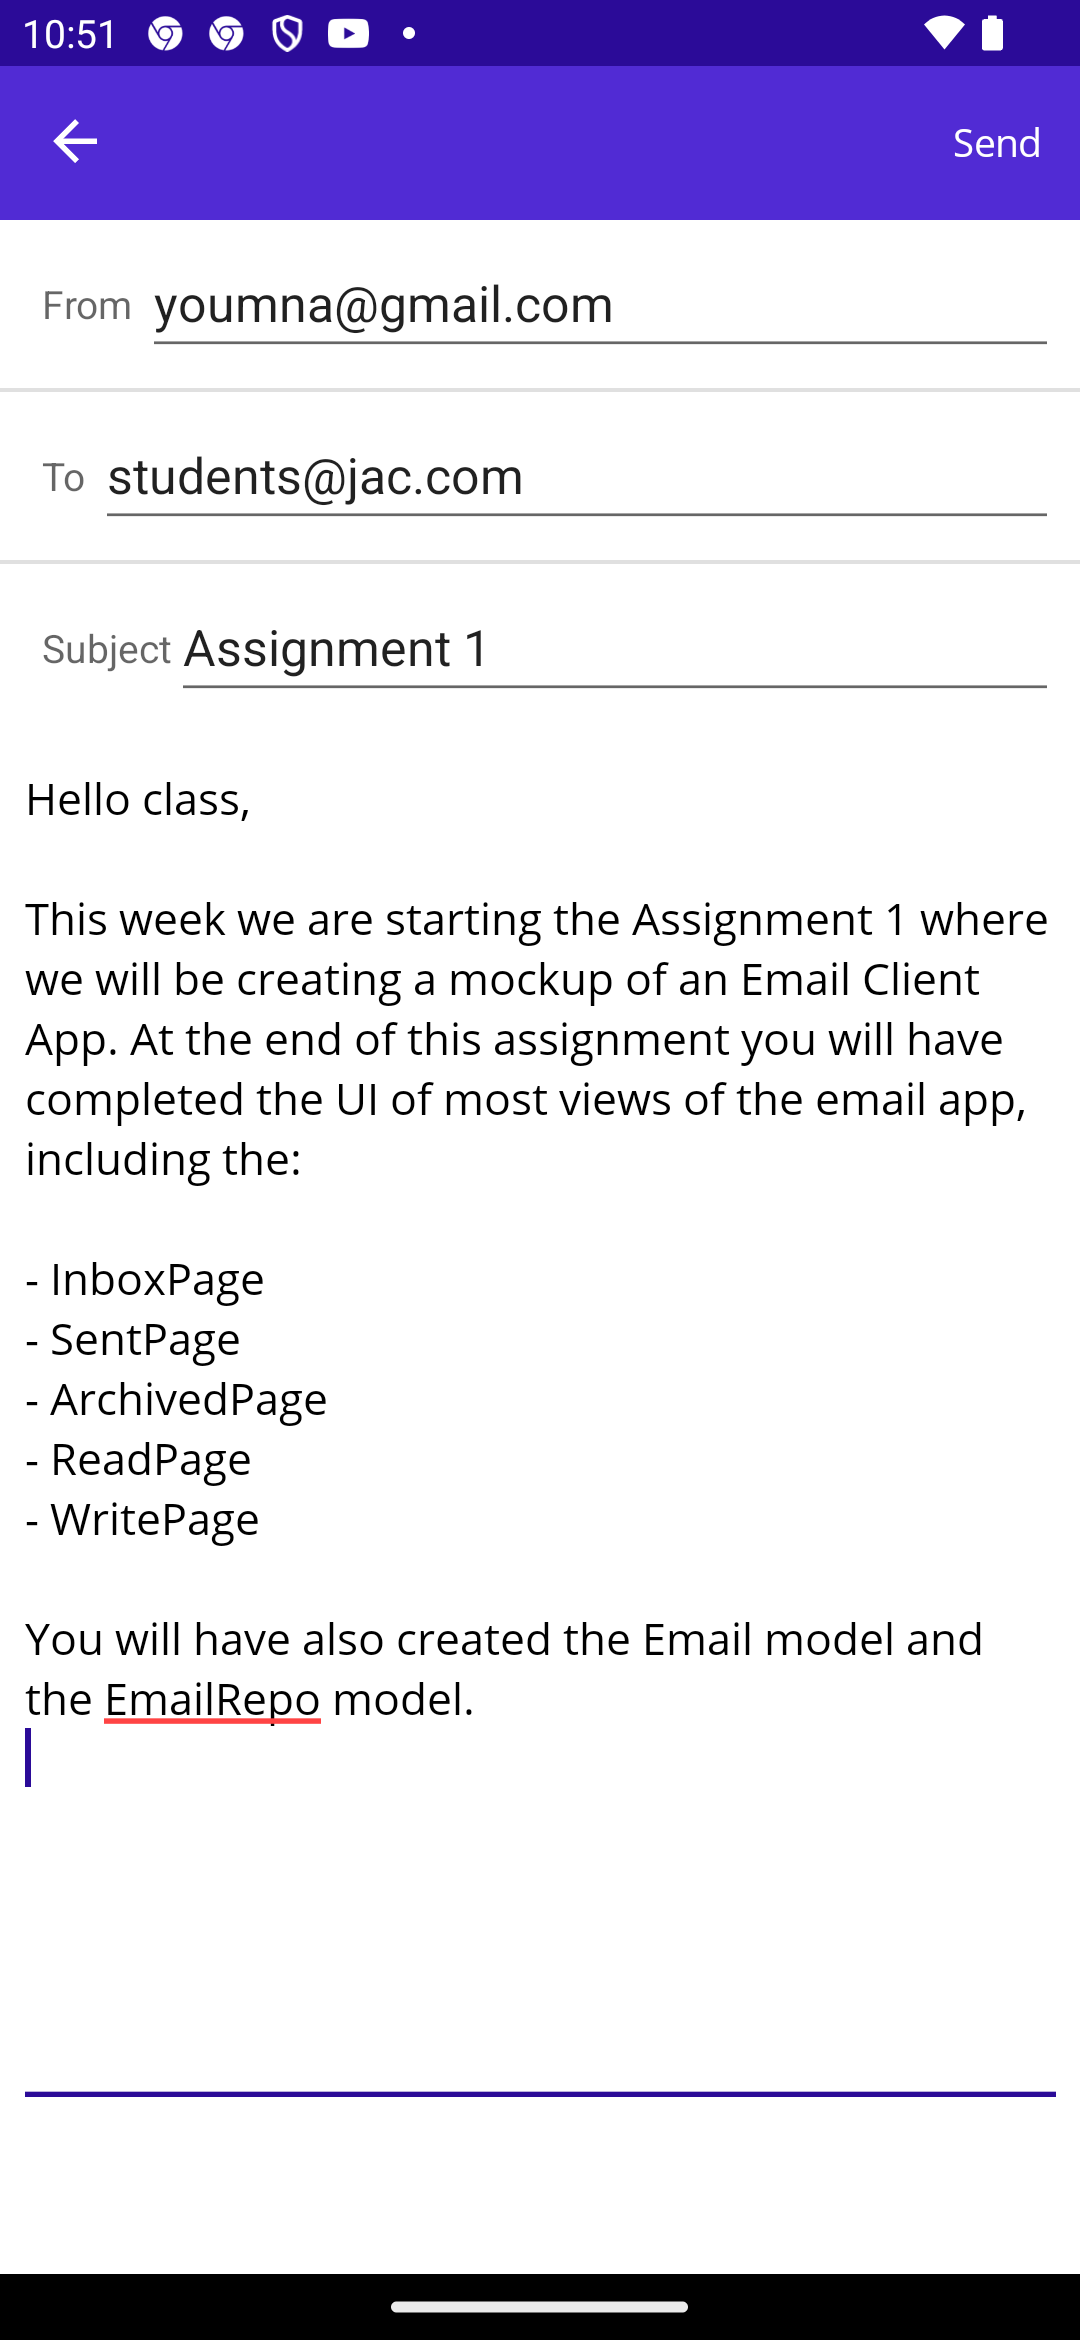 10:51
Send
From youmna@gmail.com
To students@jac.com
Subject Assignment 1
Hello class,
This week we are starting the Assignment 1 where
we will be creating a mockup of an Email Client
App. At the end of this assignment you will have
completed the UI of most views of the email app,
including the:
- InboxPage
- SentPage
- ArchivedPage
- ReadPage
- WritePage
You will have also created the Email model and
the EmailRepo model.